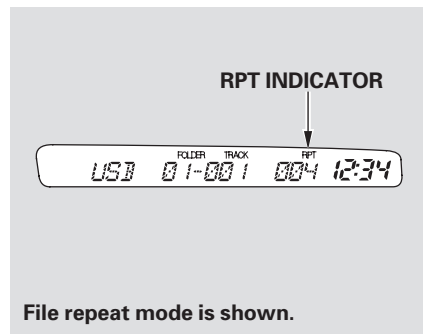 RPT INDICATOR
FOLDER TRACK RPT
USB 01-001 004 12:34
File repeat mode is shown.